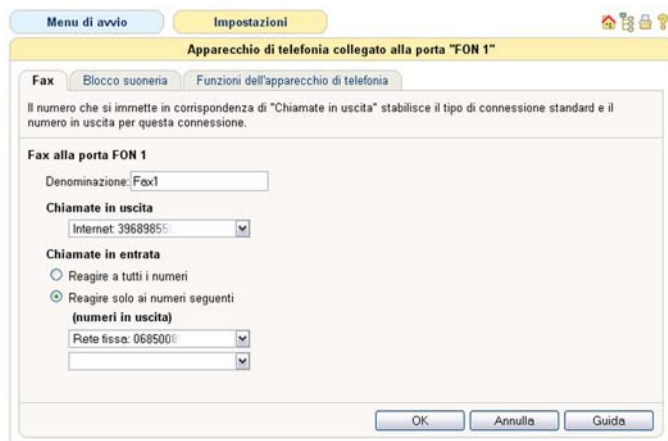 Menu di avvio Impostazioni
Apparecchio di telefonia collegato alla porta "FON 1"
Fax Blocco suoneria Funzioni dell'apparecchio di telefonia
Il numero che si immette in corrispondenza di "Chiamate in uscita" stabilisce il tipo di connessione standard e il
numero in uscita per questa connessione.
Fax alla porta FON 1
Denominazione: Fax1
Chiamate in uscita
Internet: 39689855
Chiamate in entrata
Reagire a tutti i numeri
Reagire solo ai numeri seguenti
(numeri in uscita)
Rete fissa: 068500
OK Annulla Guida